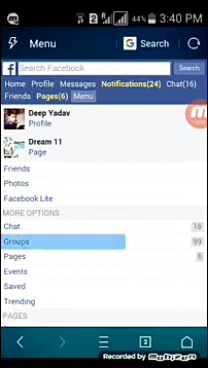 44% 3:40 PM
Menu
G Search
f Search Facebook Search
Home Profile Messages Notifications(24) Chat(16)
Friends Pages(6) Menu
Deep Yadav
Profile
Dream 11
Page
Friends
Photos
Facebook Lite
MORE OPTIONS
Chat 16
Groups 99
Pages 6
Events
Saved
Trending
PAGES
Recorded by Mobizen